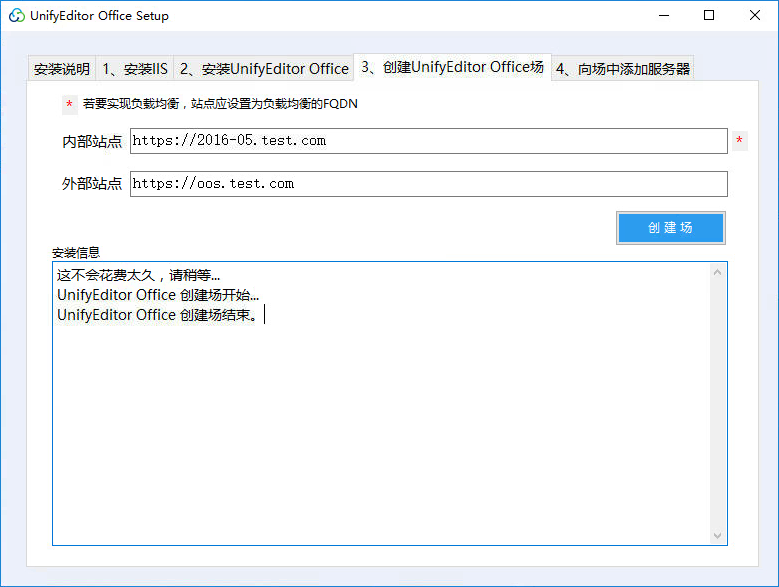 UnifyEditor Office Setup
安装说明 1、安装IIS 2、安装UnifyEditor Office 3、创建UnifyEditor Office场 4、向场中添加服务器
* 若要实现负载均衡，站点应设置为负载均衡的FQDN
内部站点 https://2016-05.test.com *
外部站点 https://oos.test.com
创 建 场
安装信息
这不会花费太久，请稍等...
UnifyEditor Office 创建场开始...
UnifyEditor Office 创建场结束。